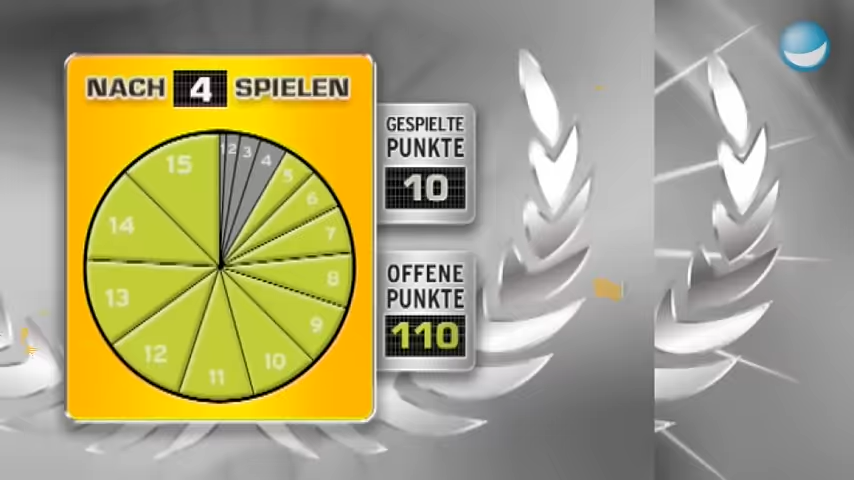 NACH 4 SPIELEN
1 2 3 4 5 6 7 8 9 10 11 12 13 14 15
GESPIELTE
PUNKTE
10
OFFENE
PUNKTE
110